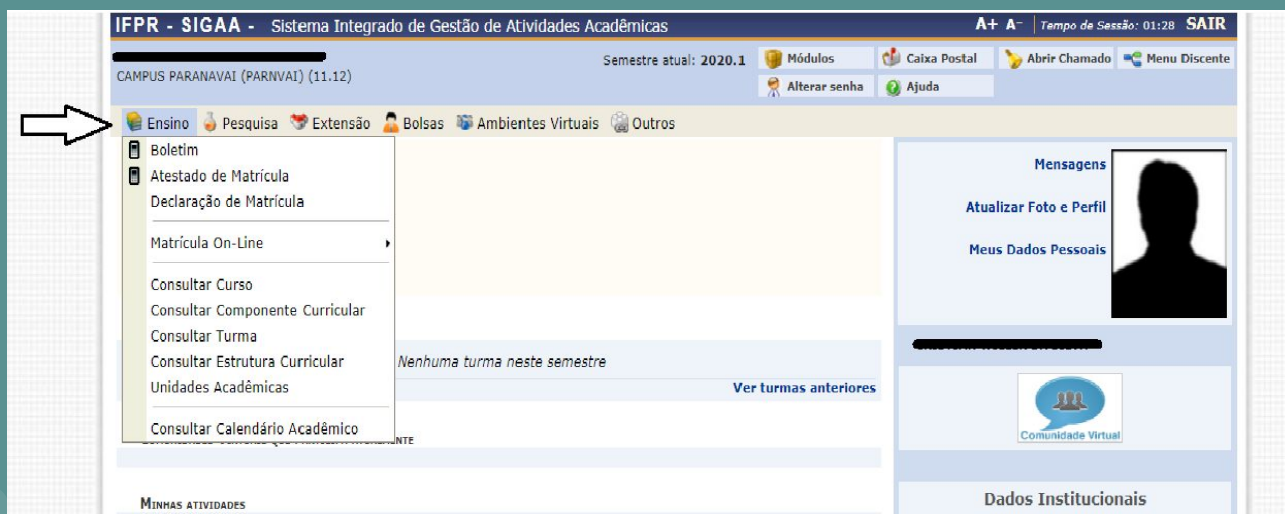 IFPR - SIGAA - Sistema Integrado de Gestão de Atividades Acadêmicas
A+ A- Tempo de Sessão: 01:28 SAIR
CAMPUS PARANAVAI (PARNVAI) (11.12)
Semestre atual: 2020.1
Módulos Caixa Postal Abrir Chamado Menu Discente
Alterar senha Ajuda
Ensino Pesquisa Extensão Bolsas Ambientes Virtuais Outros
Boletim
Atestado de Matrícula
Declaração de Matrícula
Matrícula On-Line
Consultar Curso
Consultar Componente Curricular
Consultar Turma
Consultar Estrutura Curricular
Unidades Acadêmicas
Consultar Calendário Acadêmico
Nenhuma turma neste semestre
Ver turmas anteriores
MINHAS ATIVIDADES
Mensagens
Atualizar Foto e Perfil
Meus Dados Pessoais
Comunidade Virtual
Dados Institucionais